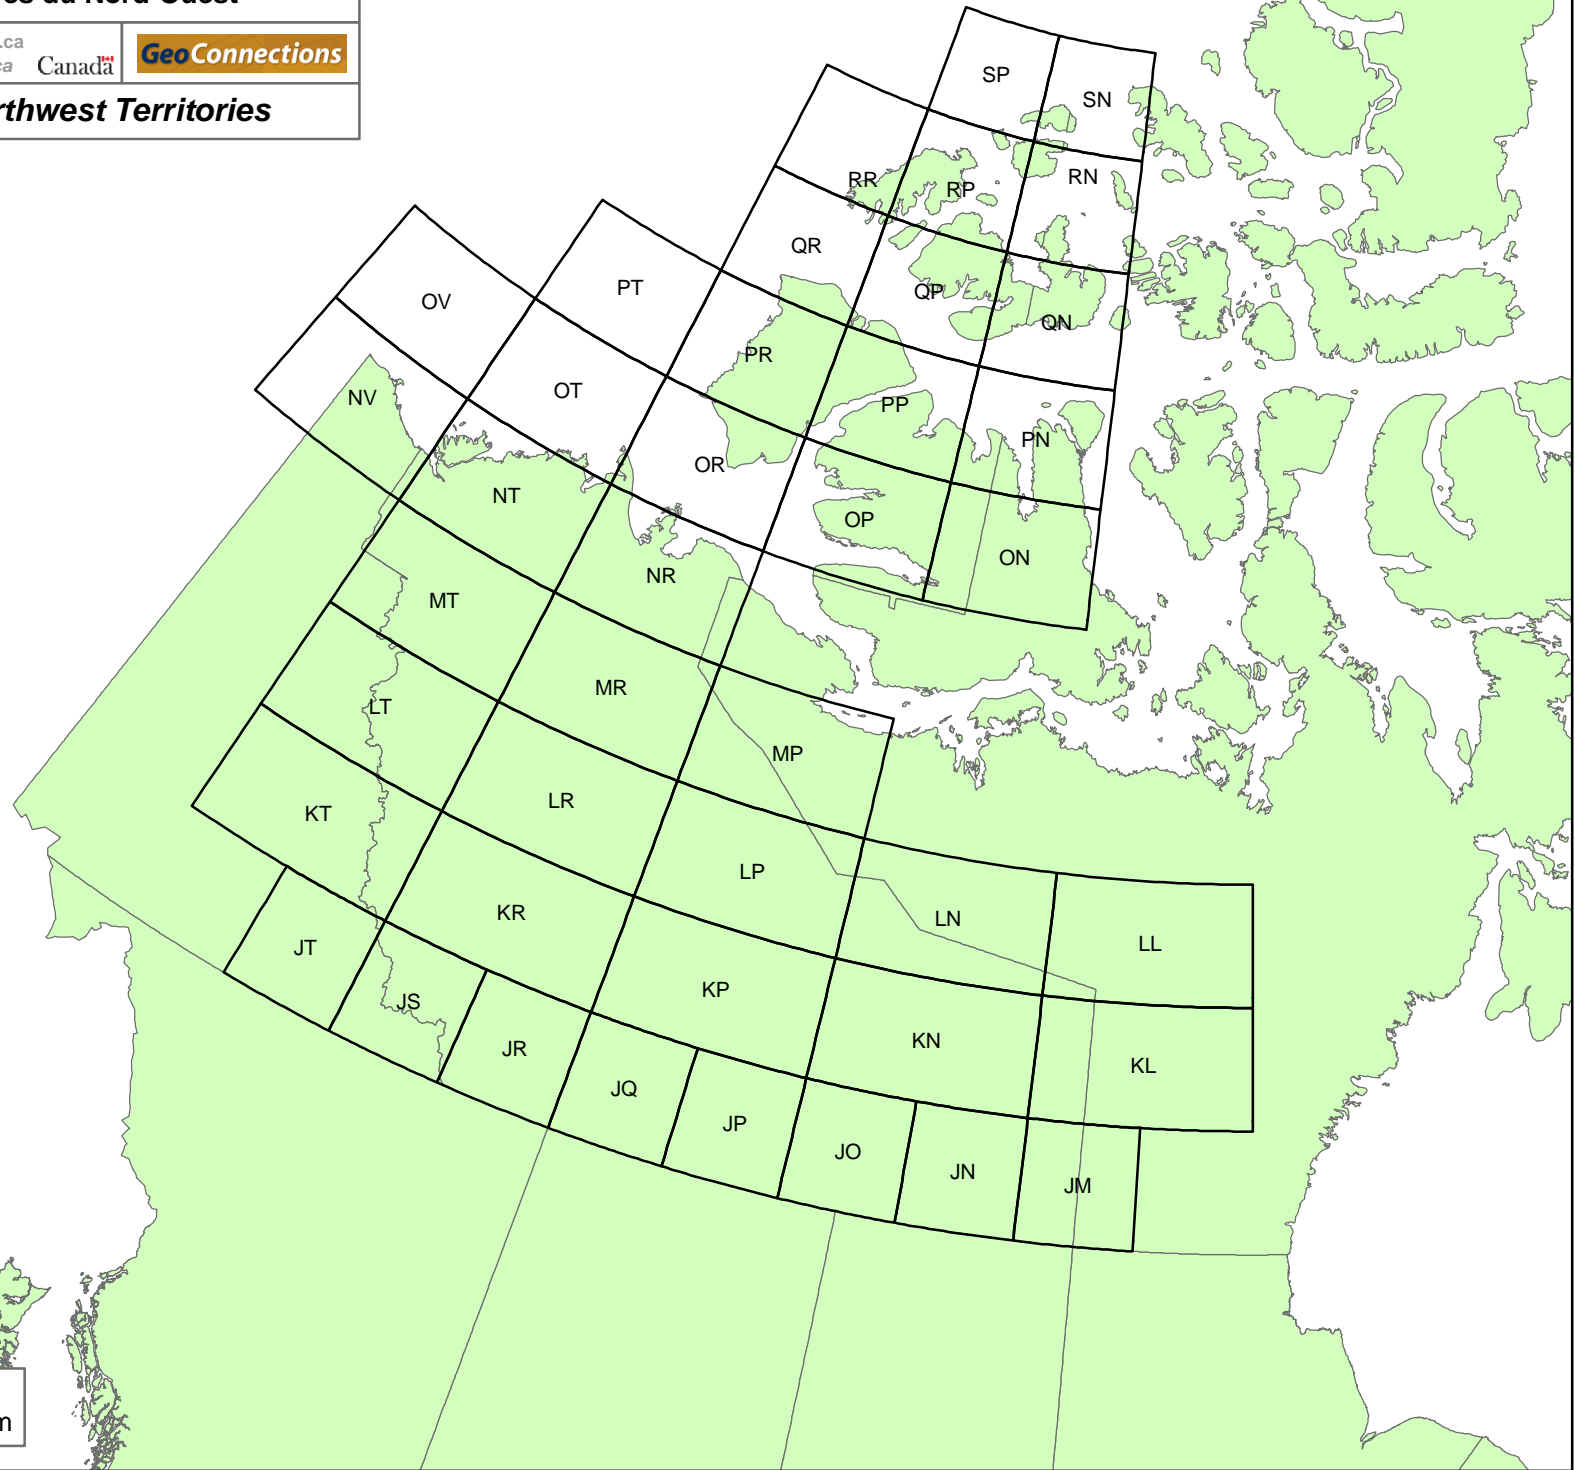 .ca
ca
Canada
GeoConnections
rthwest Territories
SP
SN
RR
RP
RN
QR
QP
QN
OV
PT
PR
PP
PN
NV
OT
OR
OP
ON
NT
NR
MT
MR
MP
LT
LR
LP
LN
LL
KT
KR
KP
KN
KL
JT
JS
JR
JQ
JP
JO
JN
JM
m